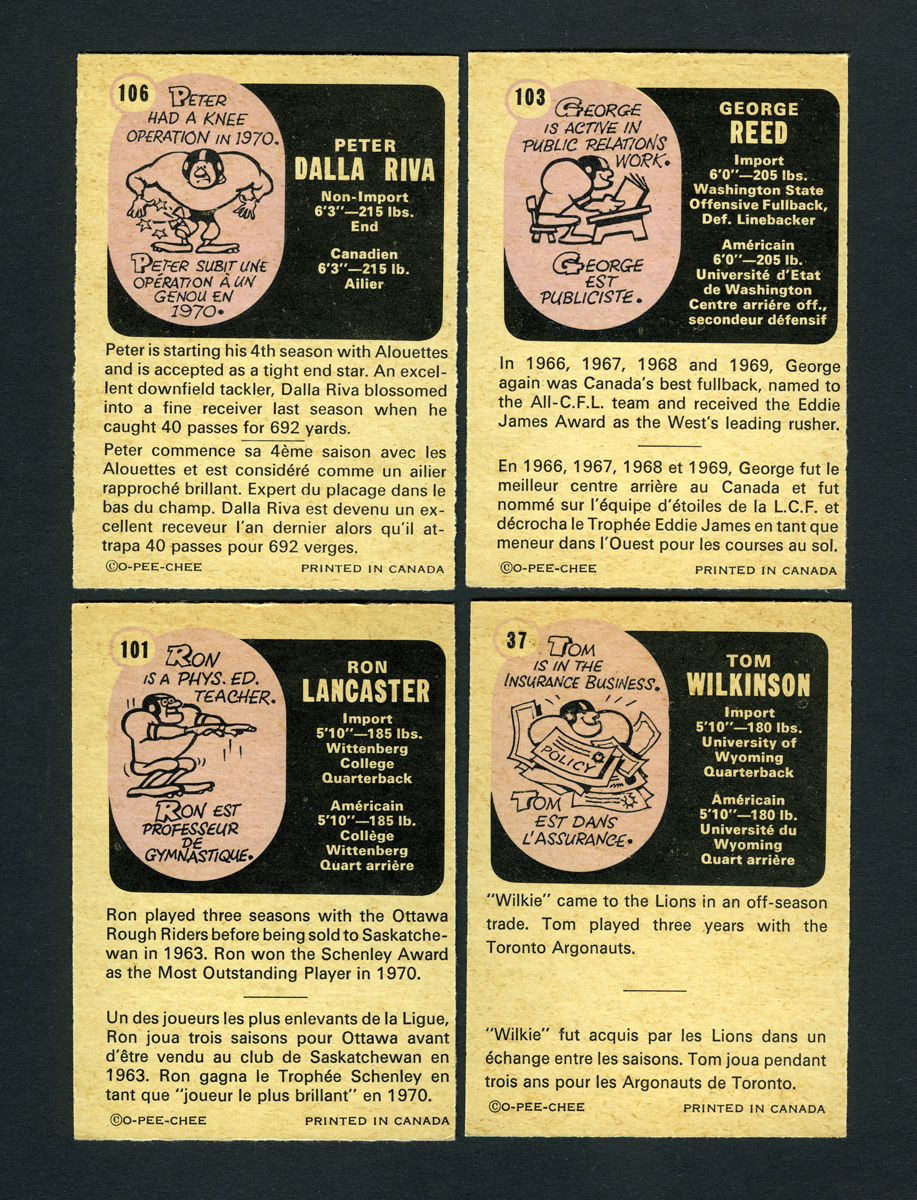 106
PETER
HAD A KNEE
OPERATION IN 1970.
PETER SUBIT UNE
OPÉRATION À UN
GENOU EN
1970.
PETER
DALLA RIVA
Non-Import
6'3"—215 lbs.
End
Canadien
6'3"—215 lb.
Ailier
Peter is starting his 4th season with Alouettes
and is accepted as a tight end star. An excel-
lent downfield tackler, Dalla Riva blossomed
into a fine receiver last season when he
caught 40 passes for 692 yards.
Peter commence sa 4ème saison avec les
Alouettes et est considéré comme un ailier
rapproché brillant. Expert du placage dans le
bas du champ. Dalla Riva est devenu un ex-
cellent receveur l'an dernier alors qu'il at-
trapa 40 passes pour 692 verges.
©O-PEE-CHEE PRINTED IN CANADA
103
GEORGE
IS ACTIVE IN
PUBLIC RELATIONS
WORK.
GEORGE
EST
PUBLICISTE.
GEORGE
REED
Import
6'0"—205 lbs.
Washington State
Offensive Fullback,
Def. Linebacker
Américain
6'0"—205 lb.
Université d'Etat
de Washington
Centre arriére off.,
secondeur défensif
In 1966, 1967, 1968 and 1969, George
again was Canada's best fullback, named to
the All-C.F.L. team and received the Eddie
James Award as the West's leading rusher.
En 1966, 1967, 1968 et 1969, George fut le
meilleur centre arrière au Canada et fut
nommé sur l'équipe d'étoiles de la L.C.F. et
décrocha le Trophée Eddie James en tant que
meneur dans l'Ouest pour les courses au sol.
©O-PEE-CHEE PRINTED IN CANADA
101
RON
IS A PHYS. ED.
TEACHER.
RON EST
PROFESSEUR
DE
GYMNASTIQUE.
RON
LANCASTER
Import
5'10"—185 lbs.
Wittenberg
College
Quarterback
Américain
5'10"—185 lb.
Collège
Wittenberg
Quart arrière
Ron played three seasons with the Ottawa
Rough Riders before being sold to Saskatche-
wan in 1963. Ron won the Schenley Award
as the Most Outstanding Player in 1970.
Un des joueurs les plus enlevants de la Ligue,
Ron joua trois saisons pour Ottawa avant
d'être vendu au club de Saskatchewan en
1963. Ron gagna le Trophée Schenley en
tant que "joueur le plus brillant" en 1970.
©O-PEE-CHEE PRINTED IN CANADA
37
TOM
IS IN THE
INSURANCE BUSINESS.
POLICY
TOM
EST DANS
L'ASSURANCE.
TOM
WILKINSON
Import
5'10"—180 lbs.
University of
Wyoming
Quarterback
Américain
5'10"—180 lb.
Université du
Wyoming
Quart arrière
"Wilkie" came to the Lions in an off-season
trade. Tom played three years with the
Toronto Argonauts.
"Wilkie" fut acquis par les Lions dans un
échange entre les saisons. Tom joua pendant
trois ans pour les Argonauts de Toronto.
©O-PEE-CHEE PRINTED IN CANADA